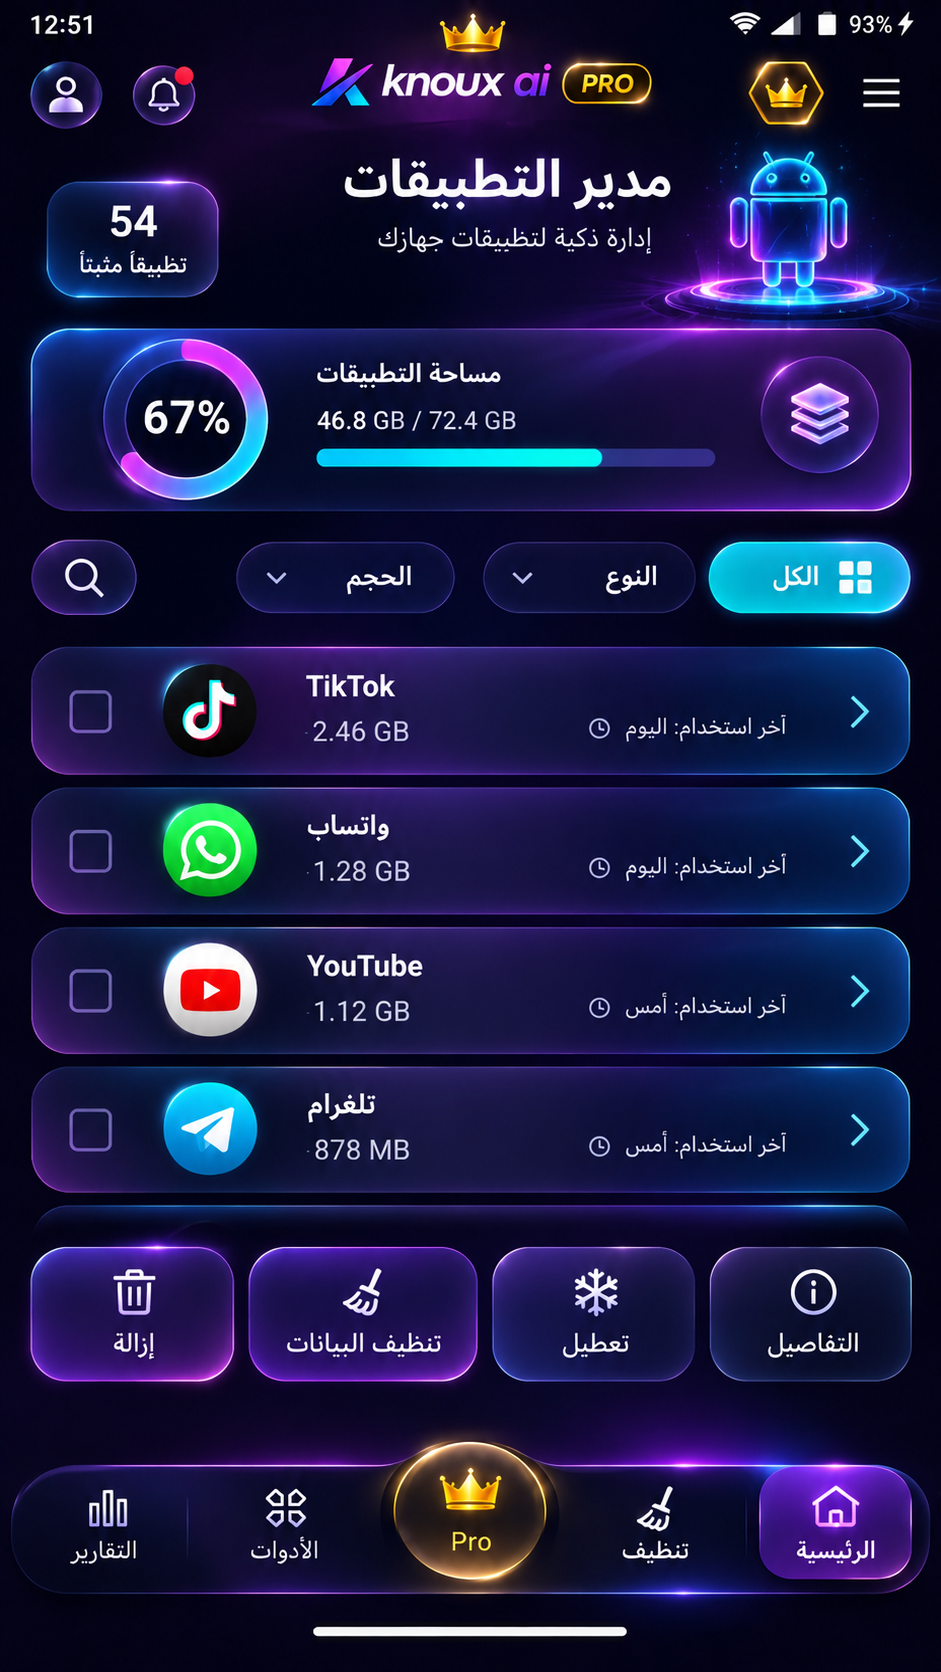 12:51
93%
knoux ai PRO
مدير التطبيقات
إدارة ذكية لتطبيقات جهازك
54
تطبيقاً مثبتاً
67%
مساحة التطبيقات
46.8 GB / 72.4 GB
الكل
النوع
الحجم
TikTok
2.46 GB
آخر استخدام: اليوم
واتساب
1.28 GB
آخر استخدام: اليوم
YouTube
1.12 GB
آخر استخدام: أمس
تلغرام
878 MB
آخر استخدام: أمس
التفاصيل
تعطيل
تنظيف البيانات
إزالة
الرئيسية
تنظيف
Pro
الأدوات
التقارير